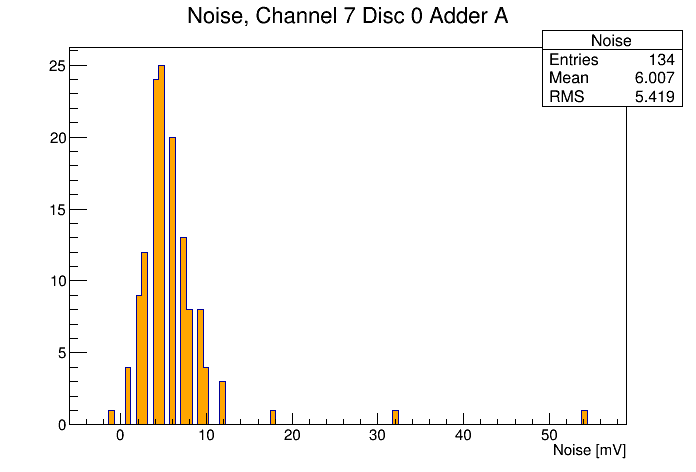 Noise, Channel 7 Disc 0 Adder A
Noise
Entries 134
Mean 6.007
RMS 5.419
25
20
15
10
5
0
0 10 20 30 40 50
Noise [mV]